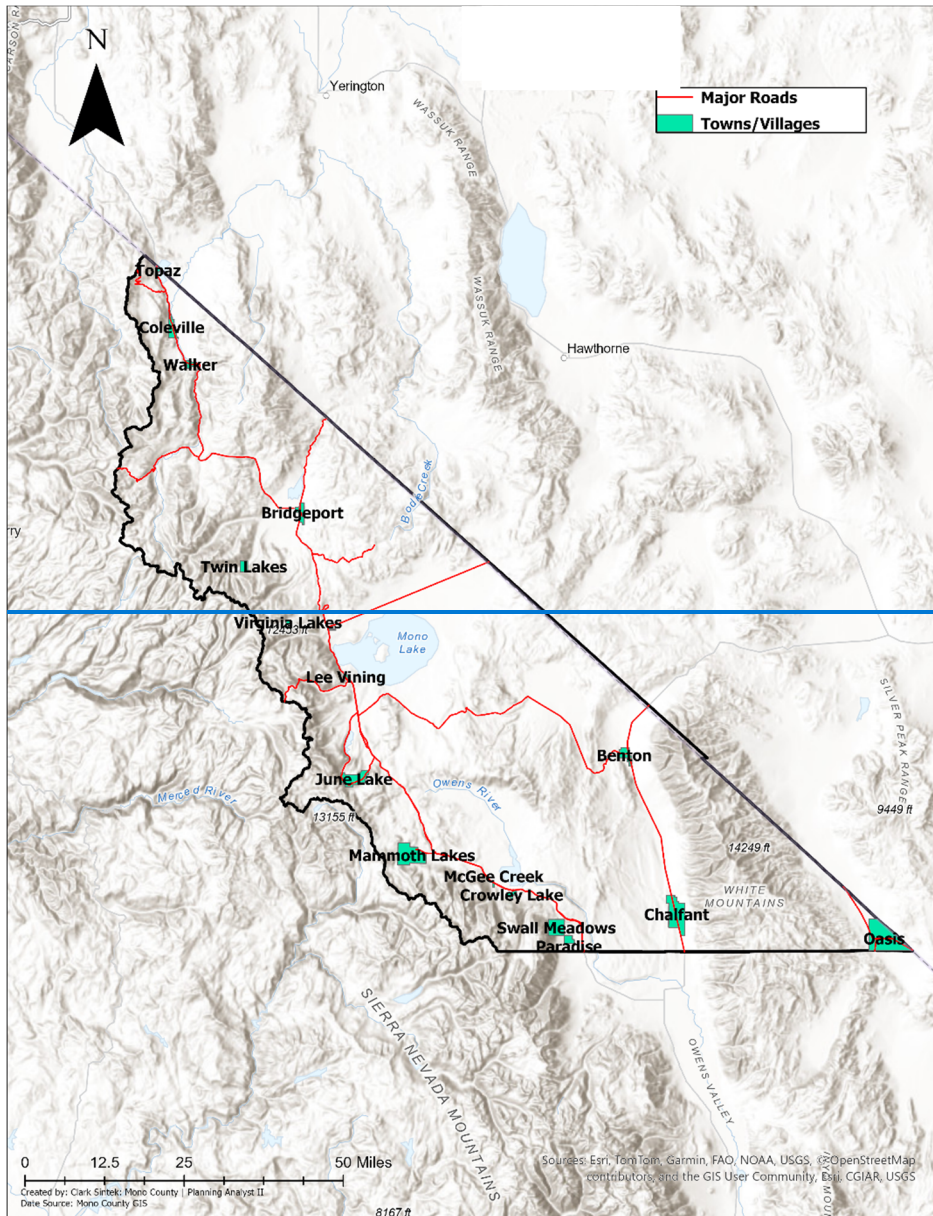 CARSON RA
N
Yerington
WASSUK RANGE
Major Roads
Towns/Villages
Topaz
Coleville
Walker
WASSUK RANGE
Hawthorne
Bridgeport
Bodie Creek
rry
Twin Lakes
Virginia Lakes
12453 ft
Mono
Lake
Lee Vining
SILVER PEAK RANGE
Benton
June Lake
Owens River
Merced River
13155 ft
9449 ft
14249 ft
Mammoth Lakes
McGee Creek
Crowley Lake
WHITE
MOUNTAINS
Chalfant
Swall Meadows
Oasis
Paradise
SIERRA NEVADA MOUNTAINS
OWENS VALLEY
0 12.5 25 50 Miles
Sources: Esri, TomTom, Garmin, FAO, NOAA, USGS, © OpenStreetMap
contributors, and the GIS User Community, Esri, CGIAR, USGS
Created by: Clark Sintek: Mono County | Planning Analyst II
Date Source: Mono County GIS
8167 ft